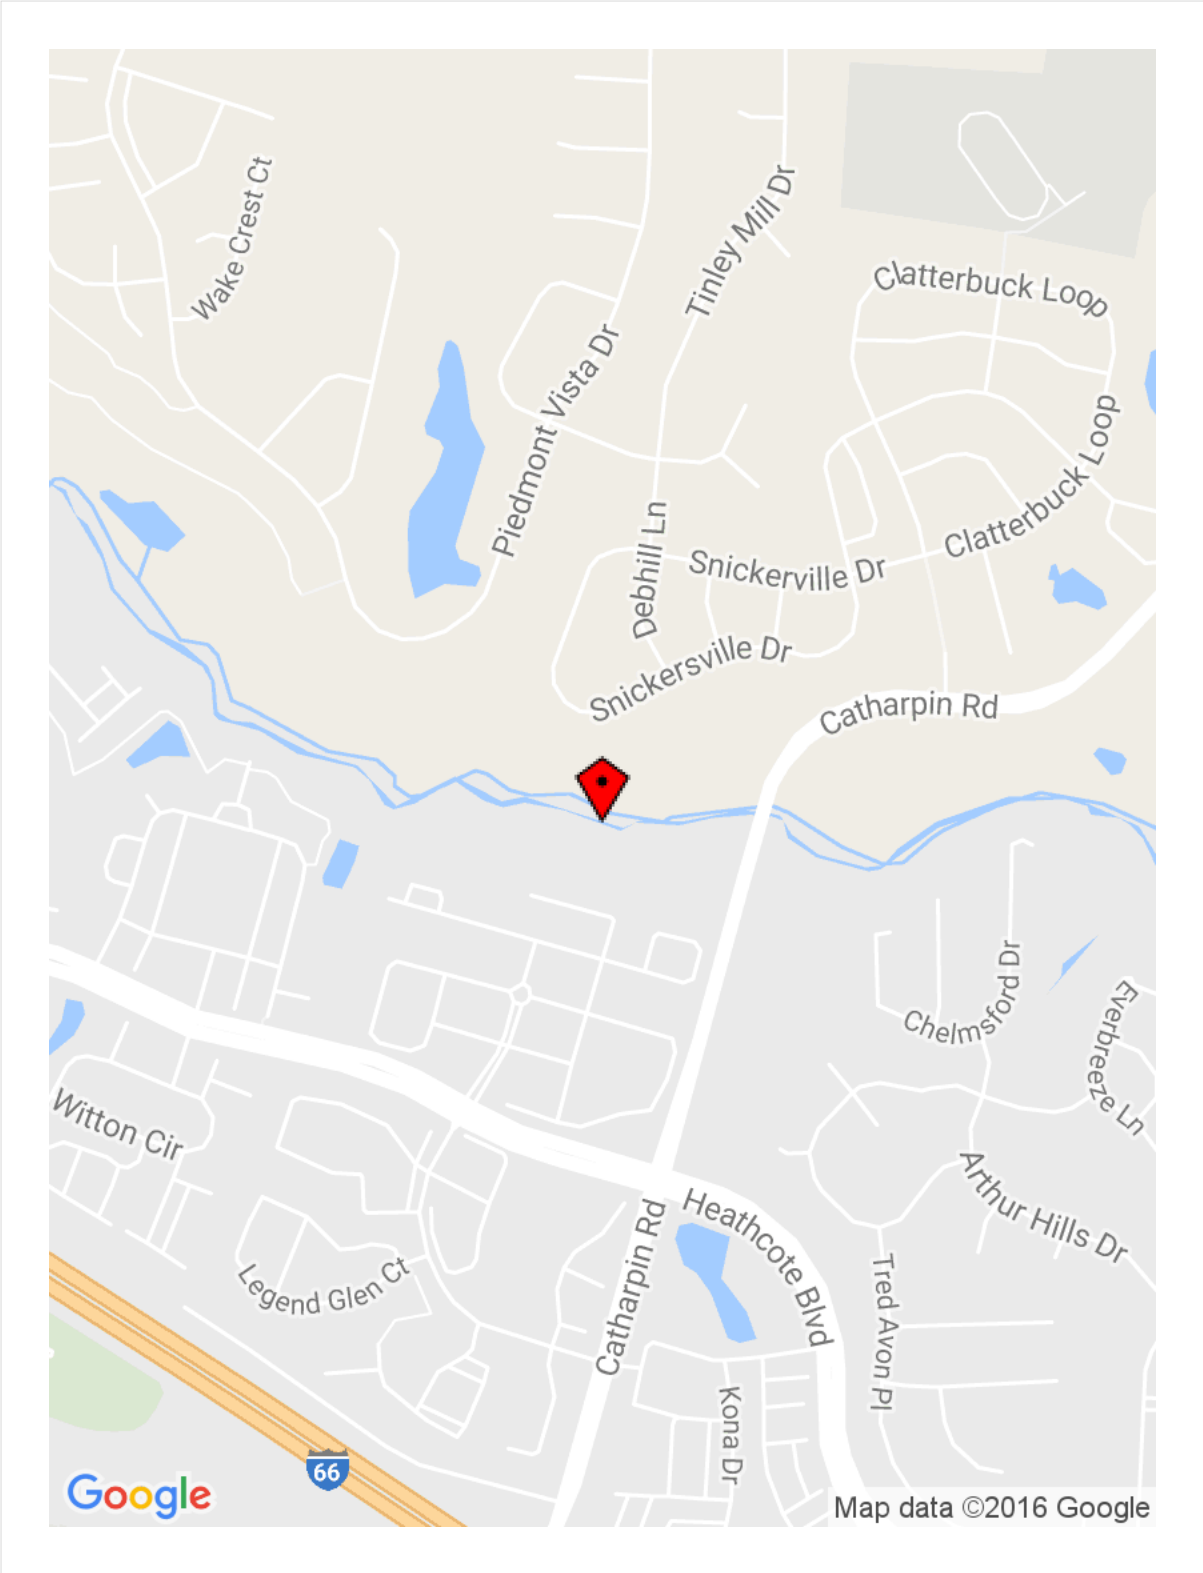 Wake Crest Ct
Tinley Mill Dr
Clatterbuck Loop
Piedmont Vista Dr
Clatterbuck Loop
Debhill Ln
Snickerville Dr
Snickersville Dr
Catharpin Rd
Chelmsford Dr
Everbreeze Ln
Witton Cir
Arthur Hills Dr
Heathcote Blvd
Catharpin Rd
Legend Glen Ct
Tred Avon Pl
Kona Dr
66
Google
Map data ©2016 Google